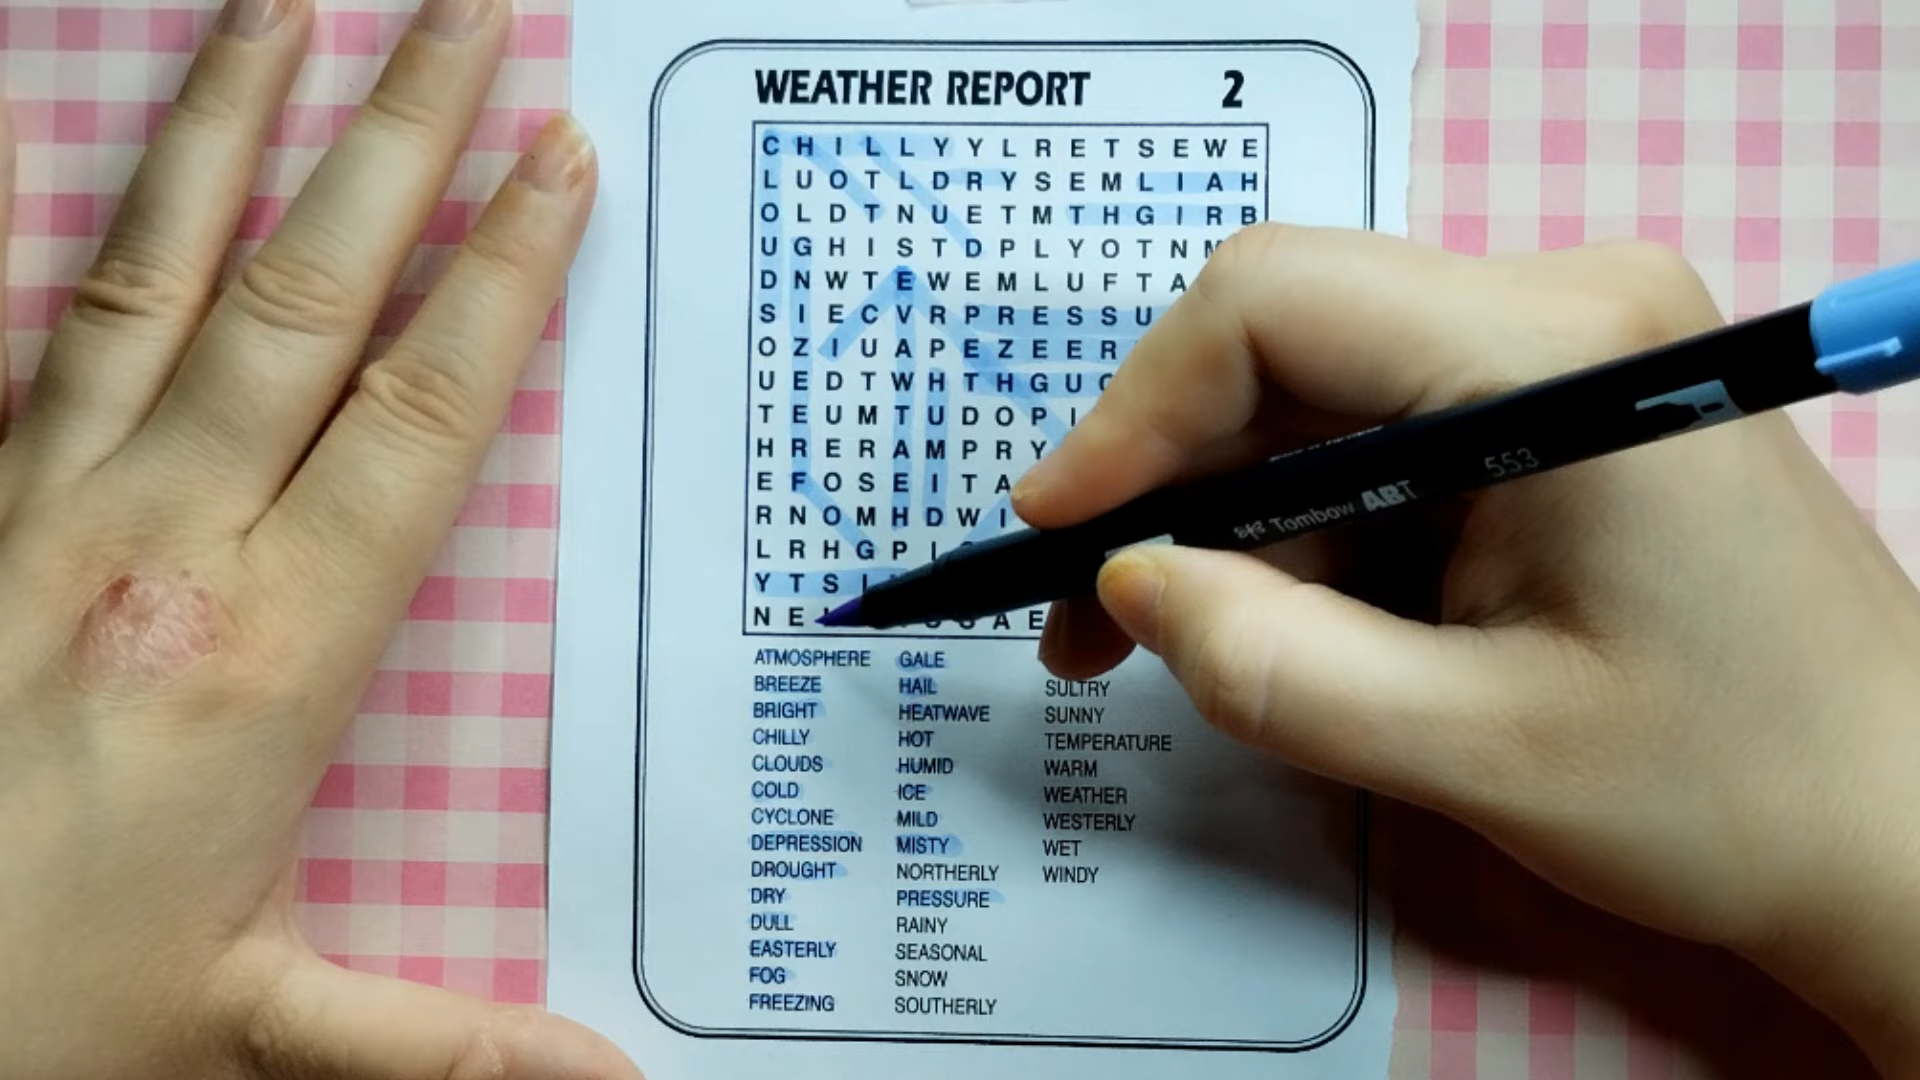 WEATHER REPORT 2
C H I L L Y Y L R E T S E W E
L U O T L D R Y S E M L I A H
O L D T N U E T M T H G I R B
U G H I S T D P L Y O T N
D N W T E W E M L U F T A
S I E C V R P R E S S U
O Z I U A P E Z E E R
U E D T W H T H G U
T E U M T U D O P
H R E R A M P R Y
E F O S E I T A
R N O M H D W I
L R H G P I
Y T S I
N E S A E
ATMOSPHERE GALE
BREEZE HAIL SULTRY
BRIGHT HEATWAVE SUNNY
CHILLY HOT TEMPERATURE
CLOUDS HUMID WARM
COLD ICE WEATHER
CYCLONE MILD WESTERLY
DEPRESSION MISTY WET
DROUGHT NORTHERLY WINDY
DRY PRESSURE
DULL RAINY
EASTERLY SEASONAL
FOG SNOW
FREEZING SOUTHERLY
Tombow ABT 553